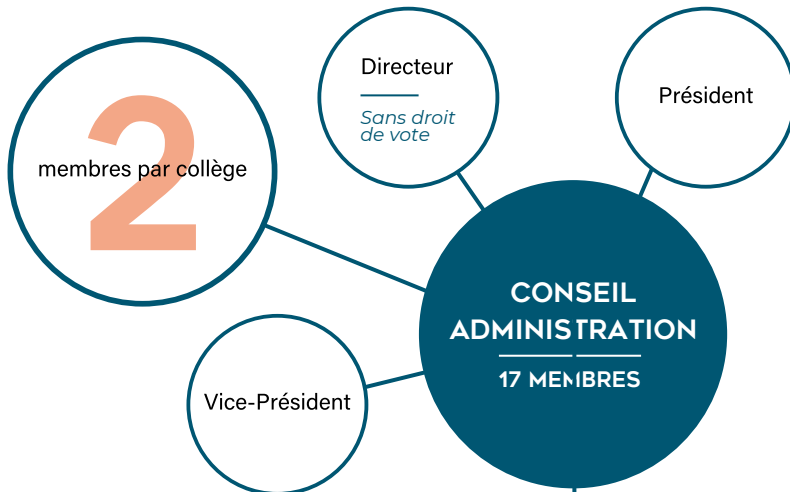 Directeur
Sans droit
de vote
Président
2
membres par collège
CONSEIL
ADMINISTRATION
17 MEMBRES
Vice-Président